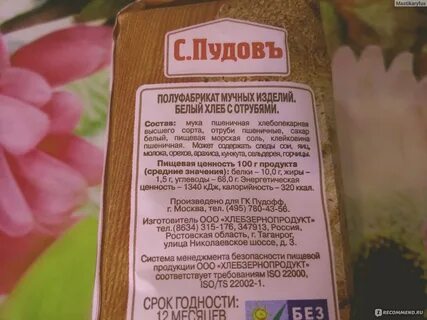 Mastikaryfux
С.ПУДОВЪ
ПОЛУФАБРИКАТ МУЧНЫХ ИЗДЕЛИЙ.
БЕЛЫЙ ХЛЕБ С ОТРУБЯМИ.
Состав: мука пшеничная хлебопекарная
высшего сорта, отруби пшеничные, сахар
белый, пищевая морская соль, клейковина
пшеничная. Может содержать следы сои, яиц,
молока, орехов, арахиса, кунжута, сельдерея, горчицы.
Пищевая ценность 100 г продукта
(средние значения): белки – 10,0 г, жиры –
1,5 г, углеводы – 68,0 г. Энергетическая
ценность – 1340 кДж, калорийность – 320 ккал.
Произведено для ГК Пудофф
г. Москва, тел. (495) 780-43-56.
Изготовитель ООО «ХЛЕБЗЕРНОПРОДУКТ»
тел.(8634) 315-176, 347913, Россия,
Ростовская область, г. Таганрог,
улица Николаевское шоссе, д. 3.
Система менеджмента безопасности пищевой
продукции ООО «ХЛЕБЗЕРНОПРОДУКТ»
соответствует требованиям ISO 22000,
ISO/TS 22002-1.
СРОК ГОДНОСТИ:
12 МЕСЯЦЕВ
БЕЗ
RECOMMEND.RU